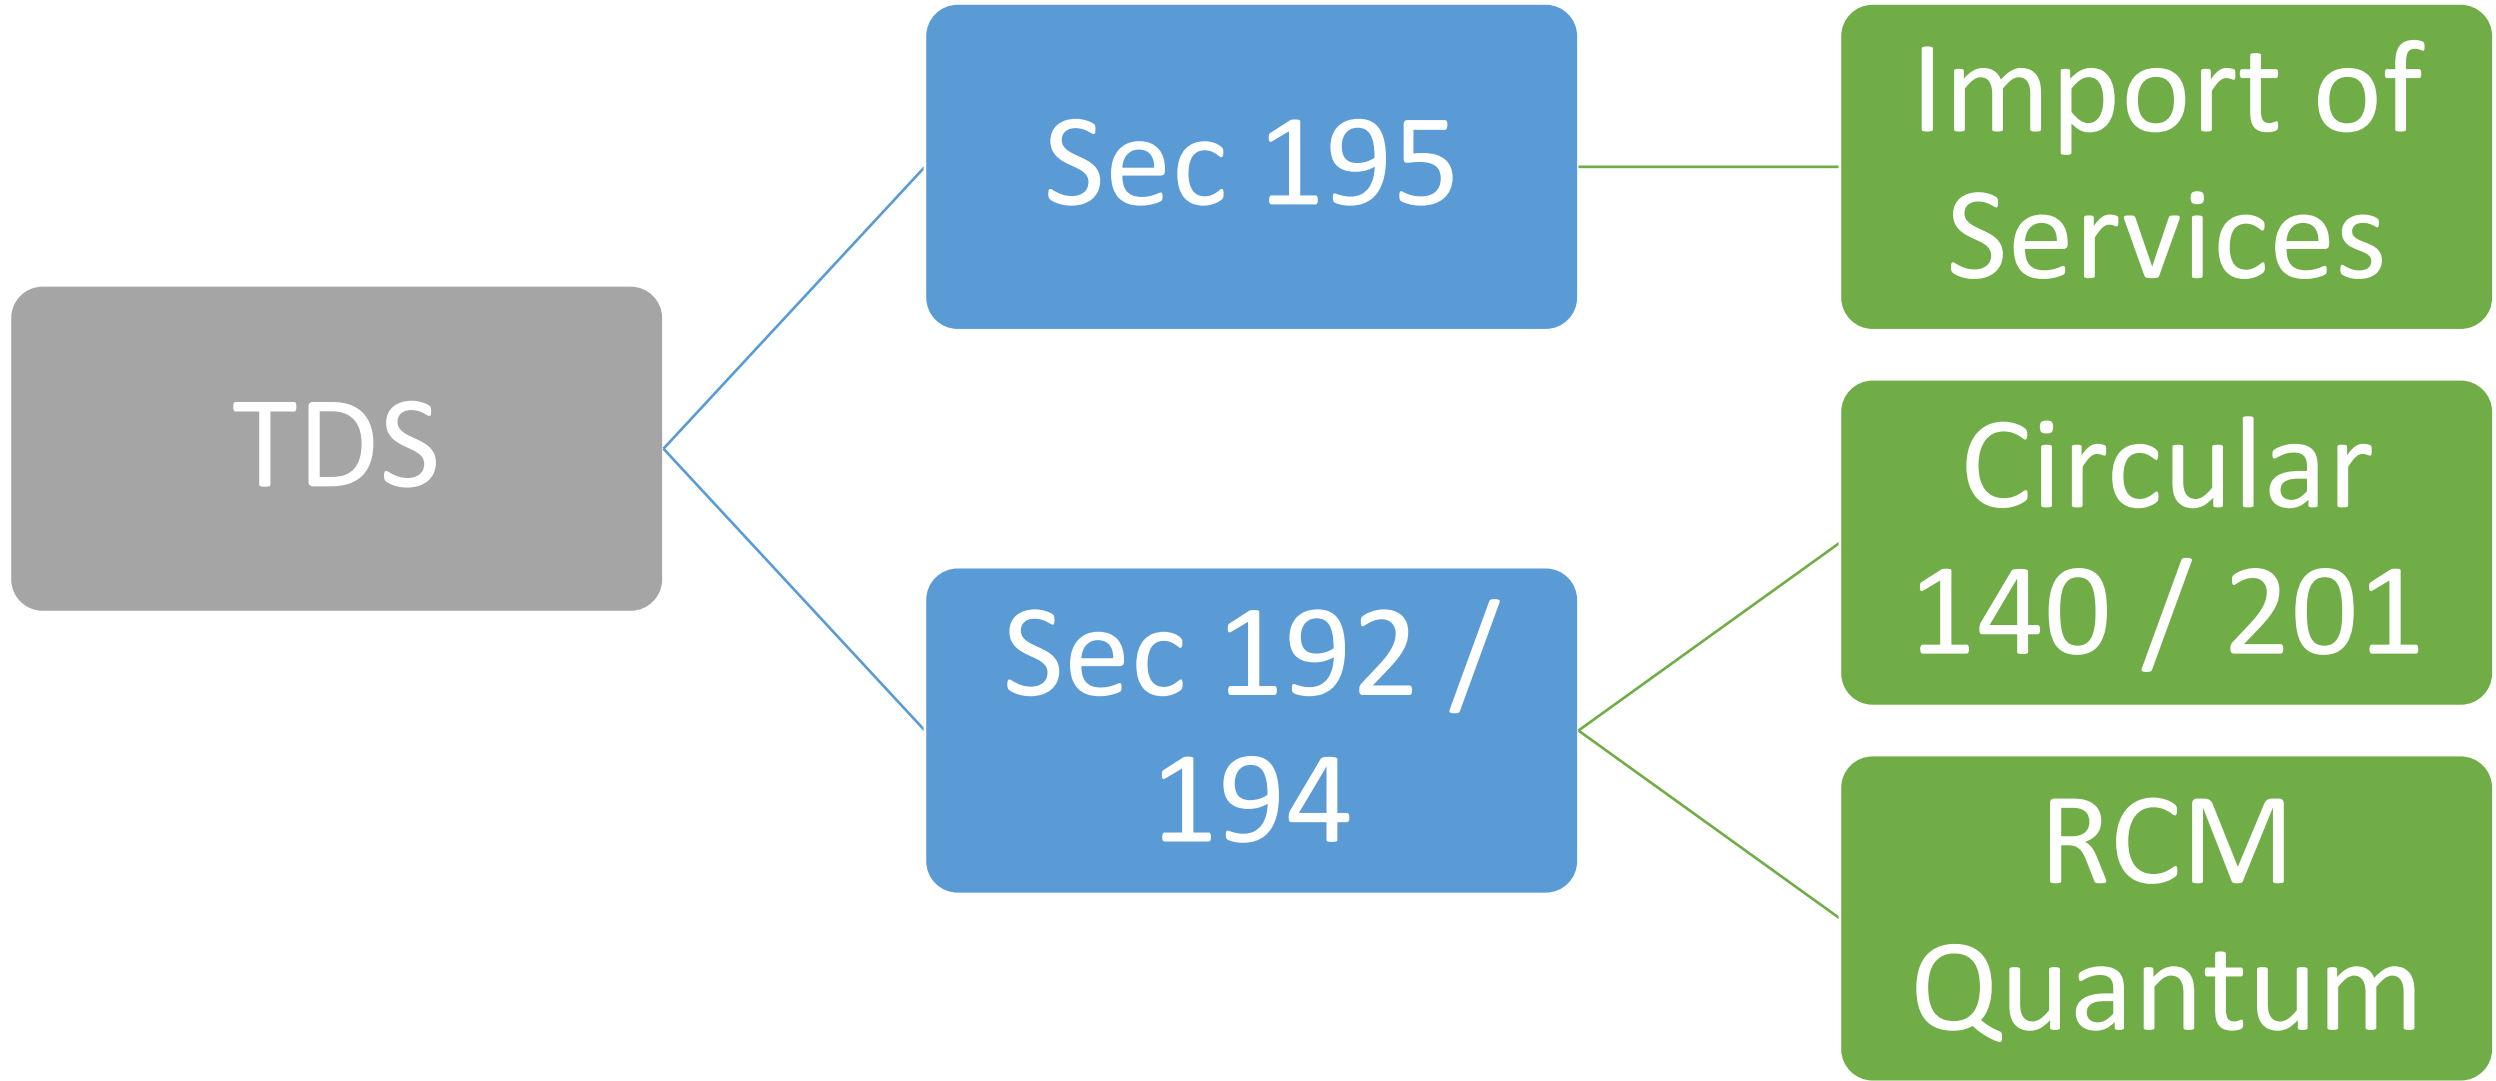 TDS
Sec 195
Import of
Services
Sec 192 /
194
Circular
140 / 201
RCM
Quantum